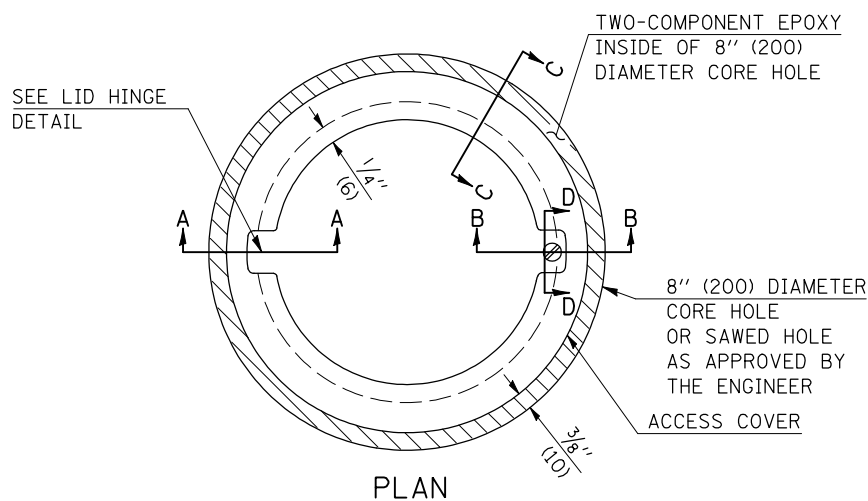 TWO-COMPONENT EPOXY
INSIDE OF 8" (200)
DIAMETER CORE HOLE
SEE LID HINGE
DETAIL
C
C
1/4"
(6)
A
A
B
B
D
D
8" (200) DIAMETER
CORE HOLE
OR SAWED HOLE
AS APPROVED BY
THE ENGINEER
ACCESS COVER
3/8"
(10)
PLAN